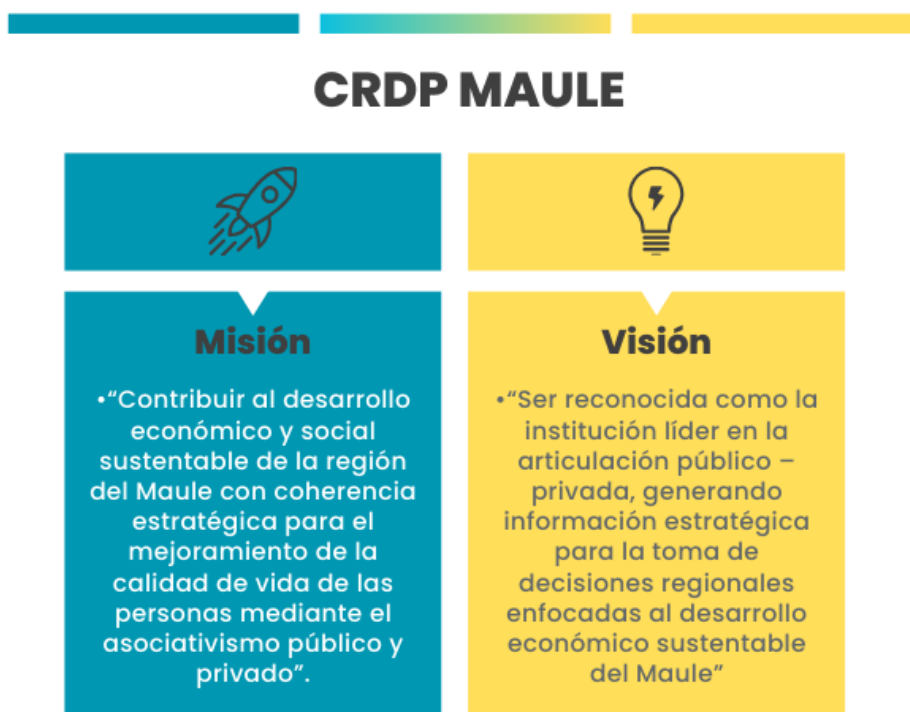 CRDP MAULE
Misión
•“Contribuir al desarrollo
económico y social
sustentable de la región
del Maule con coherencia
estratégica para el
mejoramiento de la
calidad de vida de las
personas mediante el
asociativismo público y
privado”.
Visión
•“Ser reconocida como la
institución líder en la
articulación público –
privada, generando
información estratégica
para la toma de
decisiones regionales
enfocadas al desarrollo
económico sustentable
del Maule”